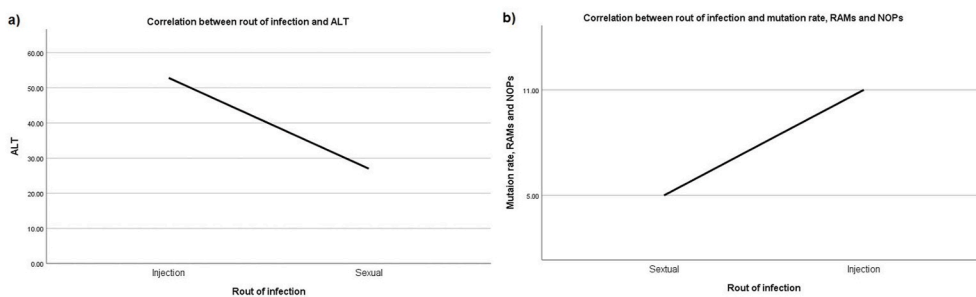 a)
Correlation between rout of infection and ALT
60.00
50.00
40.00
30.00
20.00
10.00
0.00
ALT
Injection Sexual
Rout of infection
b)
Correlation between rout of infection and mutation rate, RAMs and NOPs
11.00
5.00
Mutaion rate, RAMs and NOPs
Sextual Injection
Rout of infection